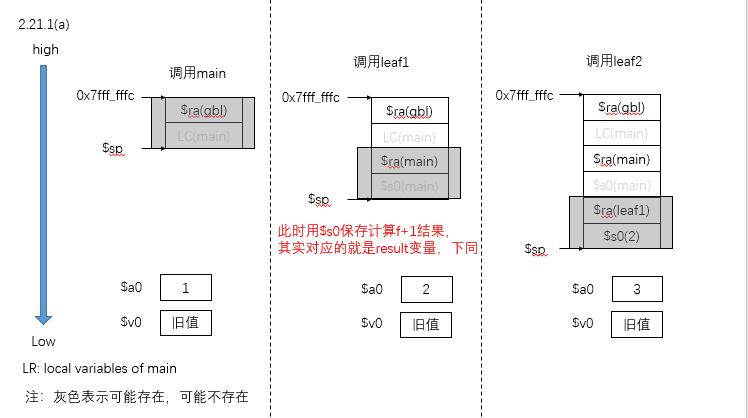 2.21.1(a)
high
Low
调用main
0x7fff_fffc
$ra(gbl)
LC(main)
$sp
$a0
1
$v0
旧值
LR: local variables of main
注：灰色表示可能存在，可能不存在
调用leaf1
0x7fff_fffc
$ra(gbl)
LC(main)
$ra(main)
$s0(main)
$sp
此时用$s0保存计算f+1结果，
其实对应的就是result变量，下同
$a0
2
$v0
旧值
调用leaf2
0x7fff_fffc
$ra(gbl)
LC(main)
$ra(main)
$s0(main)
$ra(leaf1)
$s0(2)
$sp
$a0
3
$v0
旧值